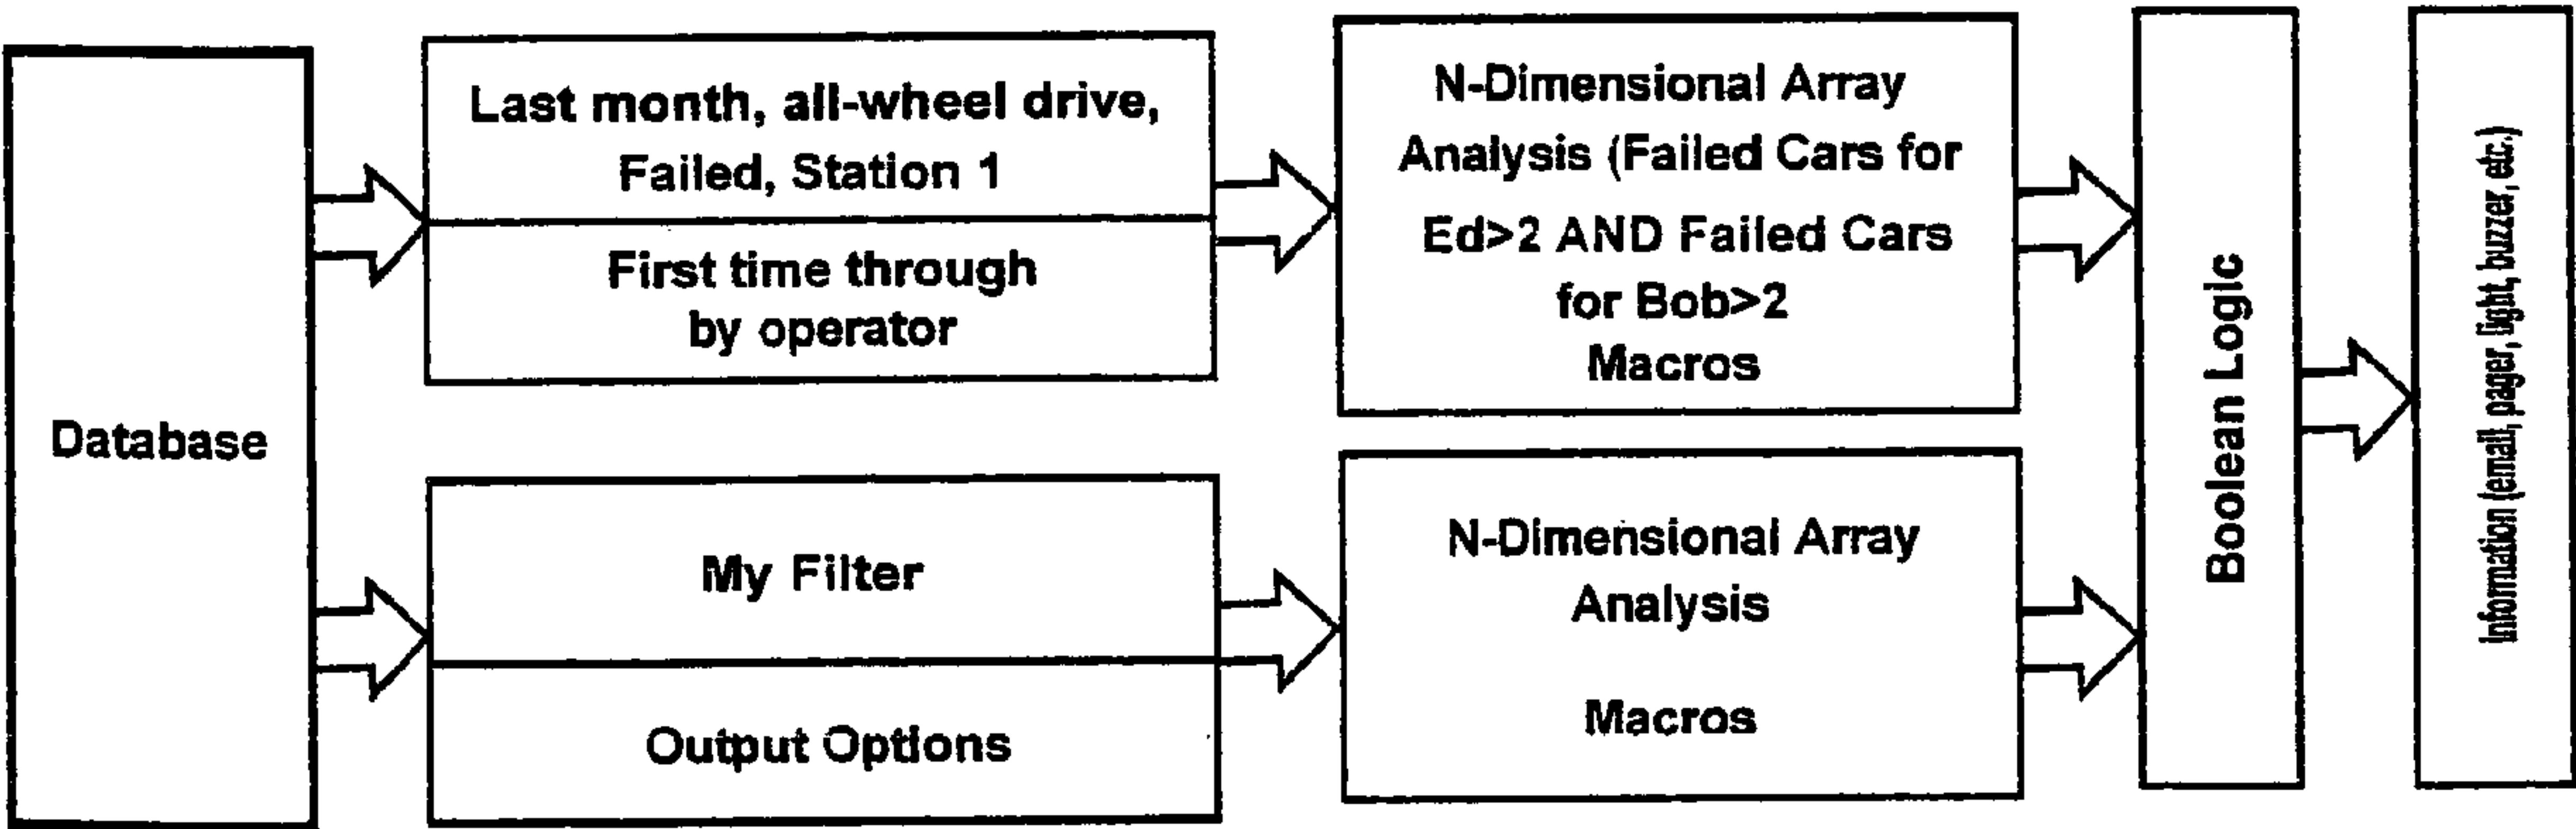 Database
Last month, all-wheel drive,
Failed, Station 1
First time through
by operator
N-Dimensional Array
Analysis (Failed Cars for
Ed>2 AND Failed Cars
for Bob>2
Macros
My Filter
Output Options
N-Dimensional Array
Analysis
Macros
Boolean Logic
Information (email, pager, light, buzzer, etc.)